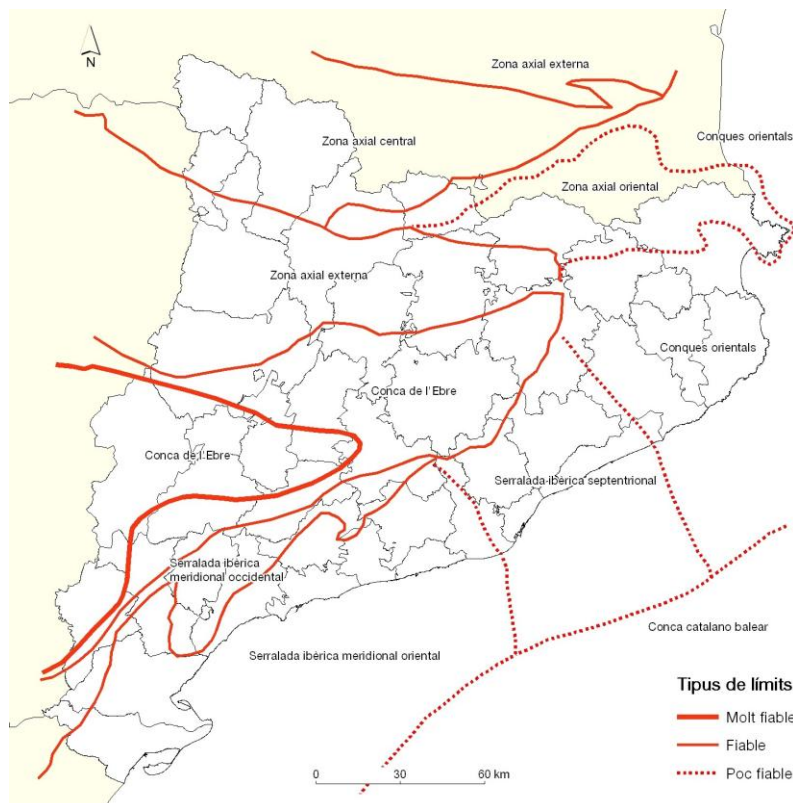 N
Zona axial externa
Conques orientals
Zona axial central
Zona axial oriental
Zona axial externa
Conques orientals
Conca de l'Ebre
Conca de l'Ebre
Serralada ibèrica septentrional
Serralada ibèrica
meridional occidental
Conca catalano balear
Serralada ibèrica meridional oriental
Tipus de límits
Molt fiable
Fiable
Poc fiable
0 30 60 km